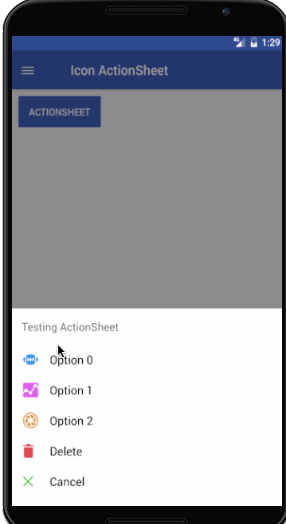 1:29
Icon ActionSheet
ACTIONSHEET
Testing ActionSheet
Option 0
Option 1
Option 2
Delete
Cancel